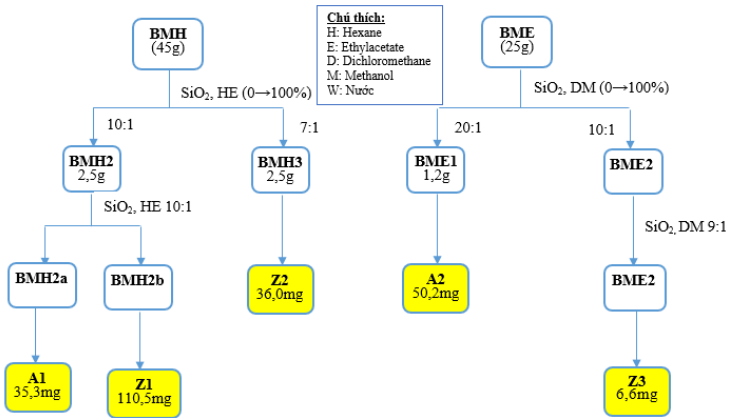 BMH
(45g)
Chú thích:
H: Hexane
E: Ethylacetate
D: Dichloromethane
M: Methanol
W: Nước
BME
(25g)
SiO₂, HE (0→100%)
SiO₂, DM (0→100%)
10:1
7:1
20:1
10:1
BMH2
2,5g
BMH3
2,5g
BME1
1,2g
BME2
SiO₂, HE 10:1
SiO₂, DM 9:1
BMH2a
BMH2b
Z2
36,0mg
A2
50,2mg
BME2
A1
35,3mg
Z1
110,5mg
Z3
6,6mg